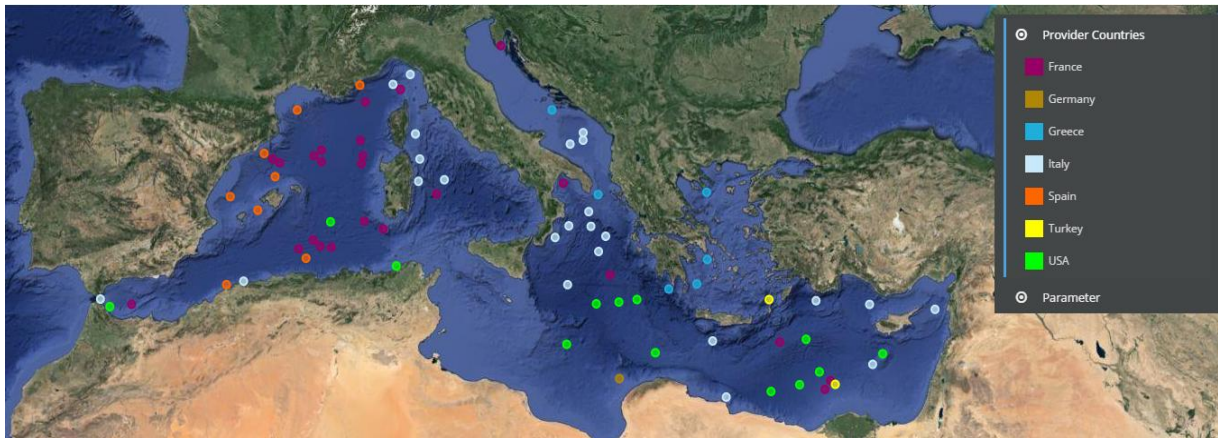 Provider Countries
France
Germany
Greece
Italy
Spain
Turkey
USA
Parameter